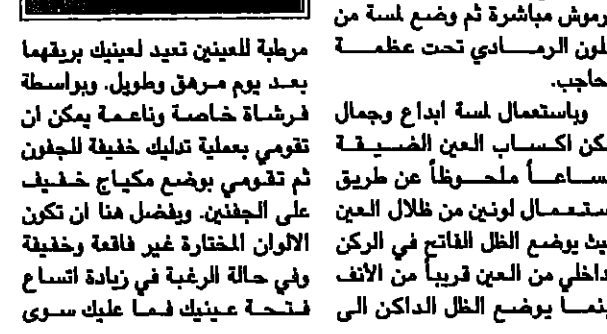 رموش مباشرة ثم وضع لمسة من
لون الرمادي تحت عظمة
حاجب.
وباستعمال لمسة ابداع وجمال
مكن اكساب العين الضيقة
ساعاً ملحوظاً عن طريق
ستعمال لونين من ظلال العين
يث يوضع الظل الفاتح في الركن
داخلي من العين قريباً من الأنف
ينما يوضع الظل الداكن الى
مرطبة للعينين تعيد لعينيك بريقهما
بعد يوم مرهق وطويل. وبواسطة
فرشاة خاصة وناعمة يمكن ان
تقومي بعملية تدليك خفيفة للجفون
ثم تقومي بوضع مكياج خفيف
على الجفنين. ويفضل هنا ان تكون
الالوان المختارة غير فاقعة وخفيفة
وفي حالة الرغبة في زيادة اتساع
فتحة عينيك فما عليك سوى